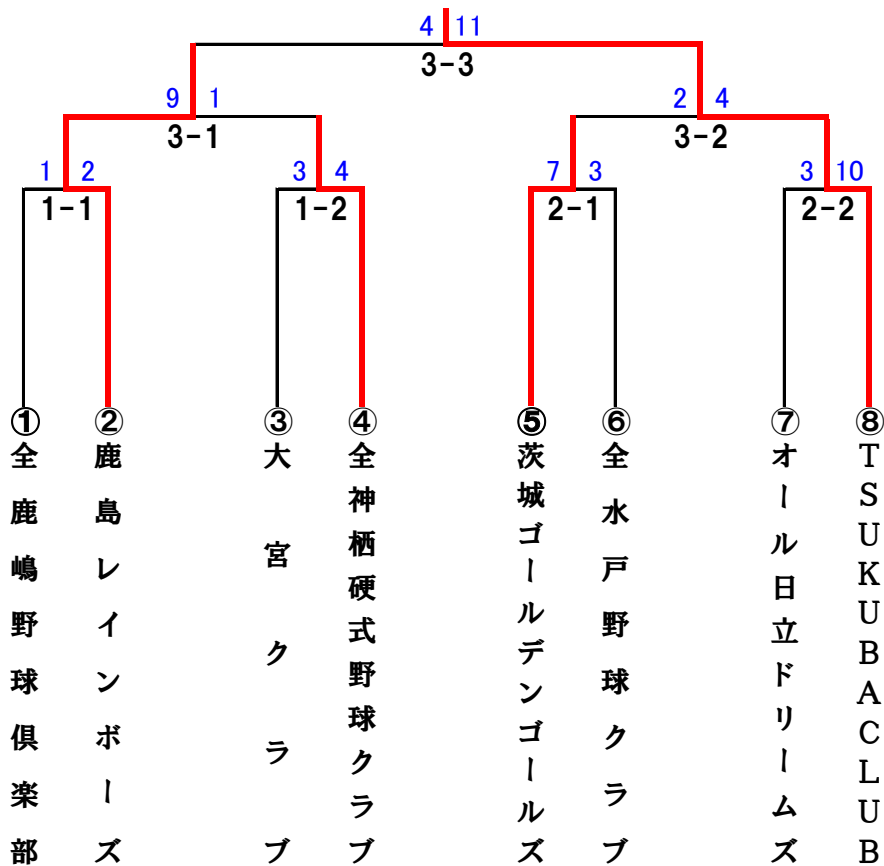 4 11
3-3
9 1
3-1
2 4
3-2
1 2
1-1
3 4
1-2
7 3
2-1
3 10
2-2
①
全鹿嶋野球倶楽部
②
鹿島レインボーズ
③
大宮クラブ
④
全神栖硬式野球クラブ
⑤
茨城ゴールデンゴールズ
⑥
全水戸野球クラブ
⑦
オール日立ドリームズ
⑧
TSUKUBACLUB